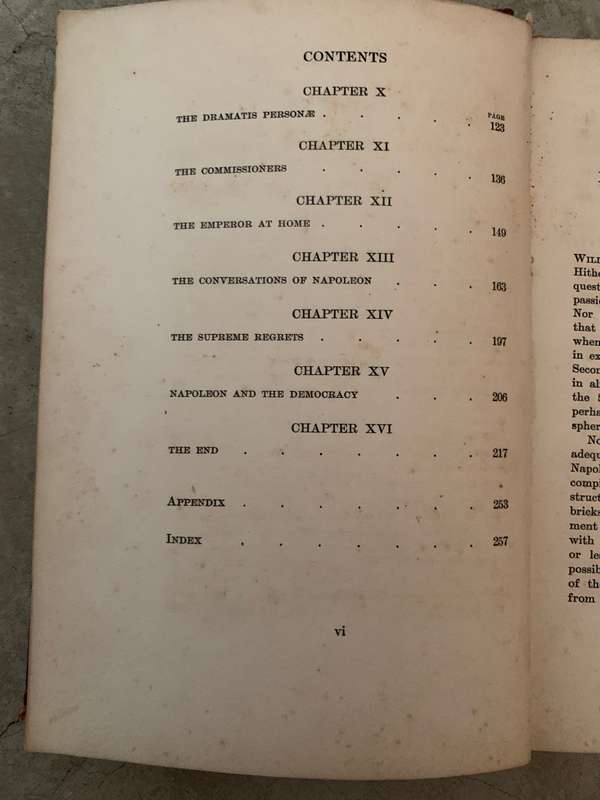 CONTENTS
CHAPTER X
PAGE
THE DRAMATIS PERSONÆ . . . . . 123
CHAPTER XI
THE COMMISSIONERS . . . . . 136
CHAPTER XII
THE EMPEROR AT HOME . . . . . 149
CHAPTER XIII
THE CONVERSATIONS OF NAPOLEON . . . 163
CHAPTER XIV
THE SUPREME REGRETS . . . . . 197
CHAPTER XV
NAPOLEON AND THE DEMOCRACY . . . 206
CHAPTER XVI
THE END . . . . . . . 217
APPENDIX . . . . . . . 253
INDEX . . . . . . . 257
vi
WILL
Hithe
quest
passi
Nor
that
when
in ex
Secon
in al
the
perha
spher
No
adequ
Napol
comp
struct
bricks
ment
with
or le
possib
of th
from